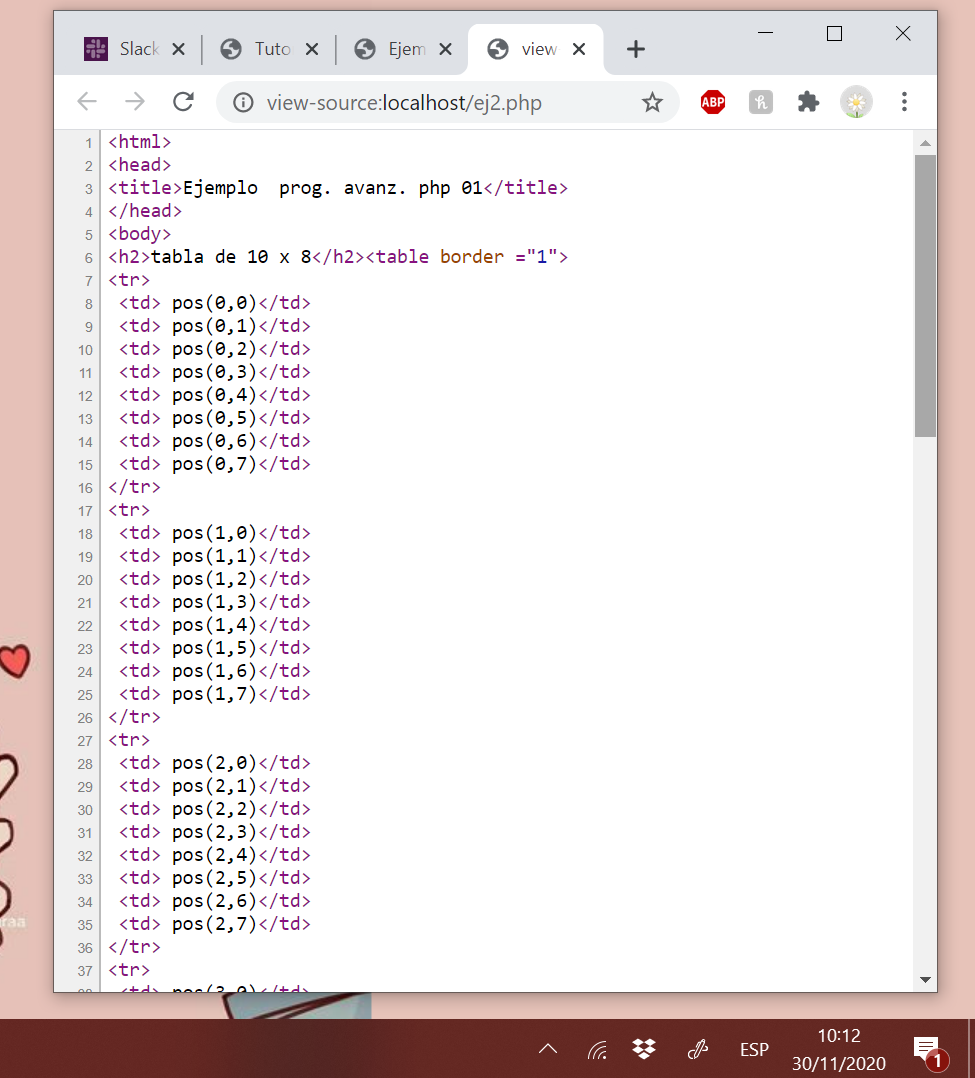 Slack Tuto Ejem view
view-source:localhost/ej2.php ABP h
1 <html>
2 <head>
3 <title>Ejemplo  prog. avanz. php 01</title>
4 </head>
5 <body>
6 <h2>tabla de 10 x 8</h2><table border ="1">
7 <tr>
8 <td> pos(0,0)</td>
9 <td> pos(0,1)</td>
10 <td> pos(0,2)</td>
11 <td> pos(0,3)</td>
12 <td> pos(0,4)</td>
13 <td> pos(0,5)</td>
14 <td> pos(0,6)</td>
15 <td> pos(0,7)</td>
16 </tr>
17 <tr>
18 <td> pos(1,0)</td>
19 <td> pos(1,1)</td>
20 <td> pos(1,2)</td>
21 <td> pos(1,3)</td>
22 <td> pos(1,4)</td>
23 <td> pos(1,5)</td>
24 <td> pos(1,6)</td>
25 <td> pos(1,7)</td>
26 </tr>
27 <tr>
28 <td> pos(2,0)</td>
29 <td> pos(2,1)</td>
30 <td> pos(2,2)</td>
31 <td> pos(2,3)</td>
32 <td> pos(2,4)</td>
33 <td> pos(2,5)</td>
34 <td> pos(2,6)</td>
35 <td> pos(2,7)</td>
36 </tr>
37 <tr>
38 <td> pos(3,0)</td>
ESP 10:12
30/11/2020 1